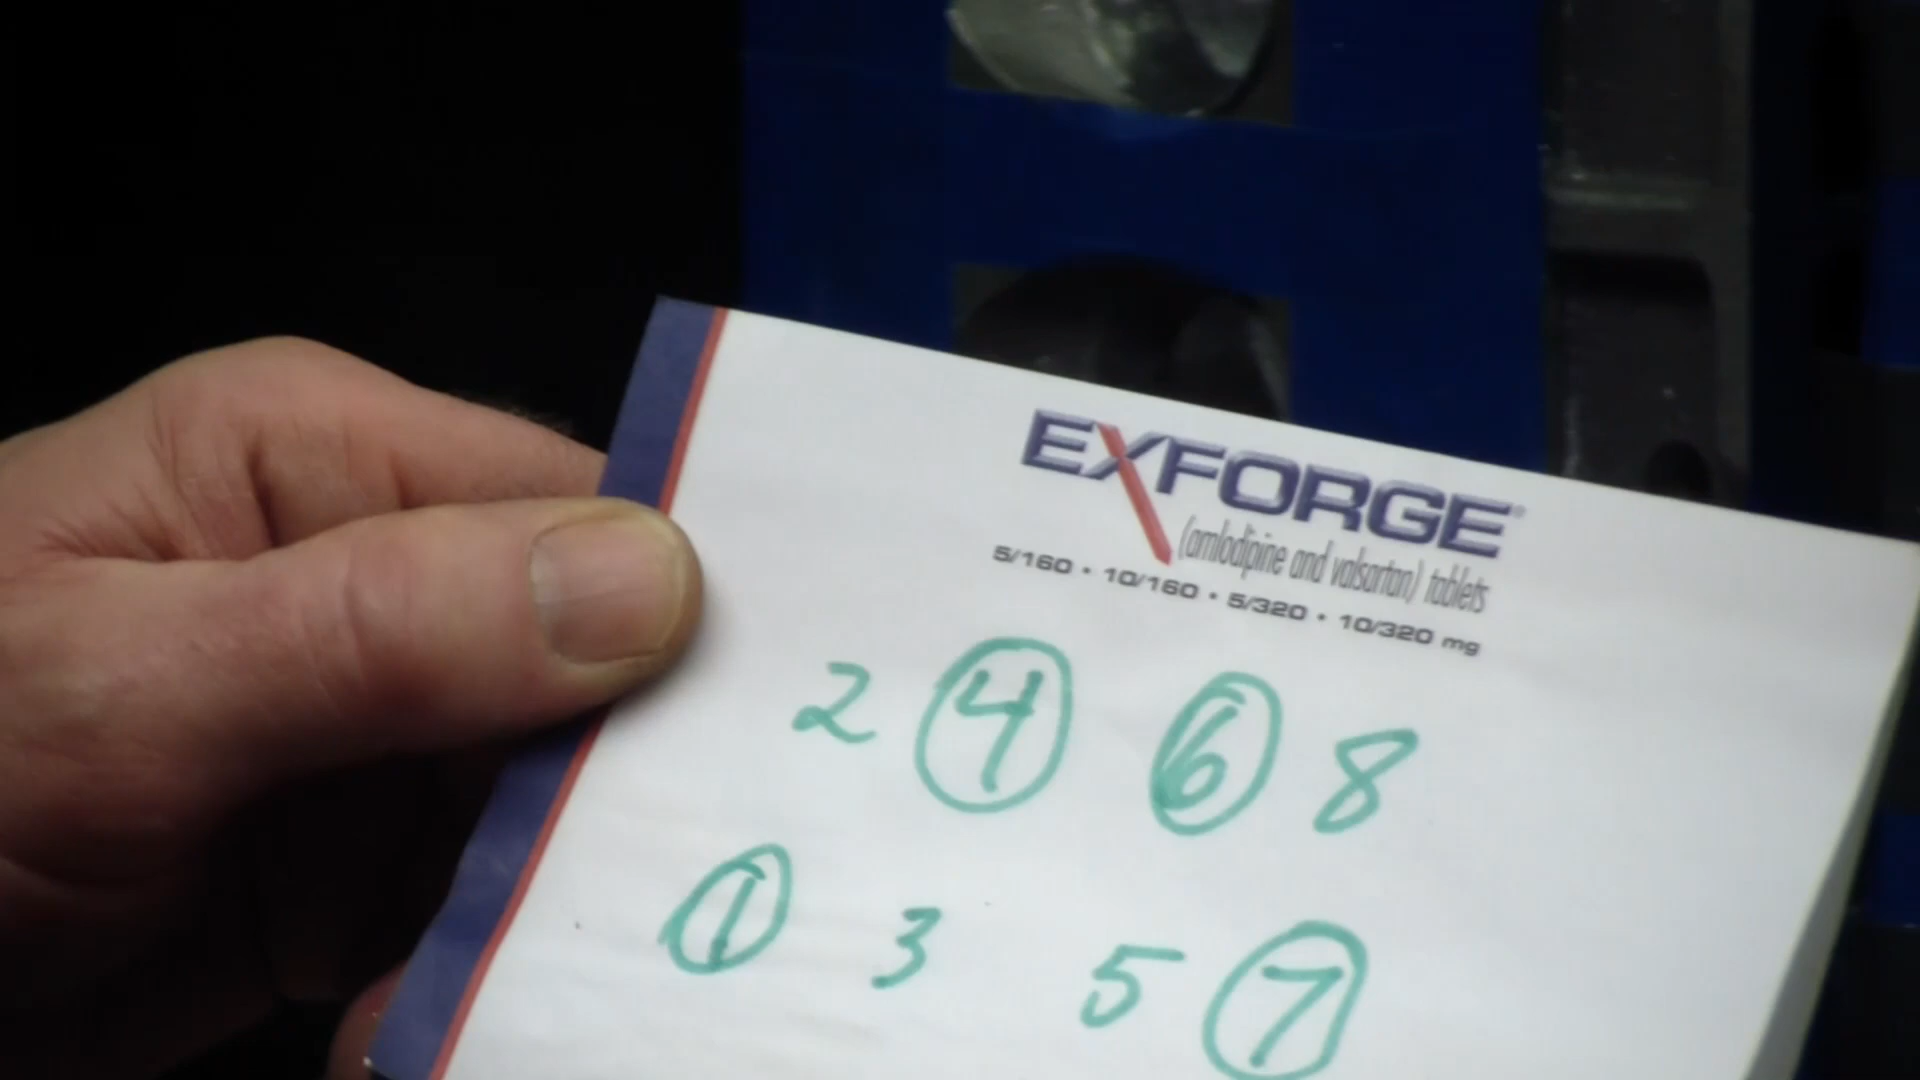 EXFORGE®
(amlodipine and valsartan) tablets
5/160 • 10/160 • 5/320 • 10/320 mg
2 4 6 8
1 3 5 7